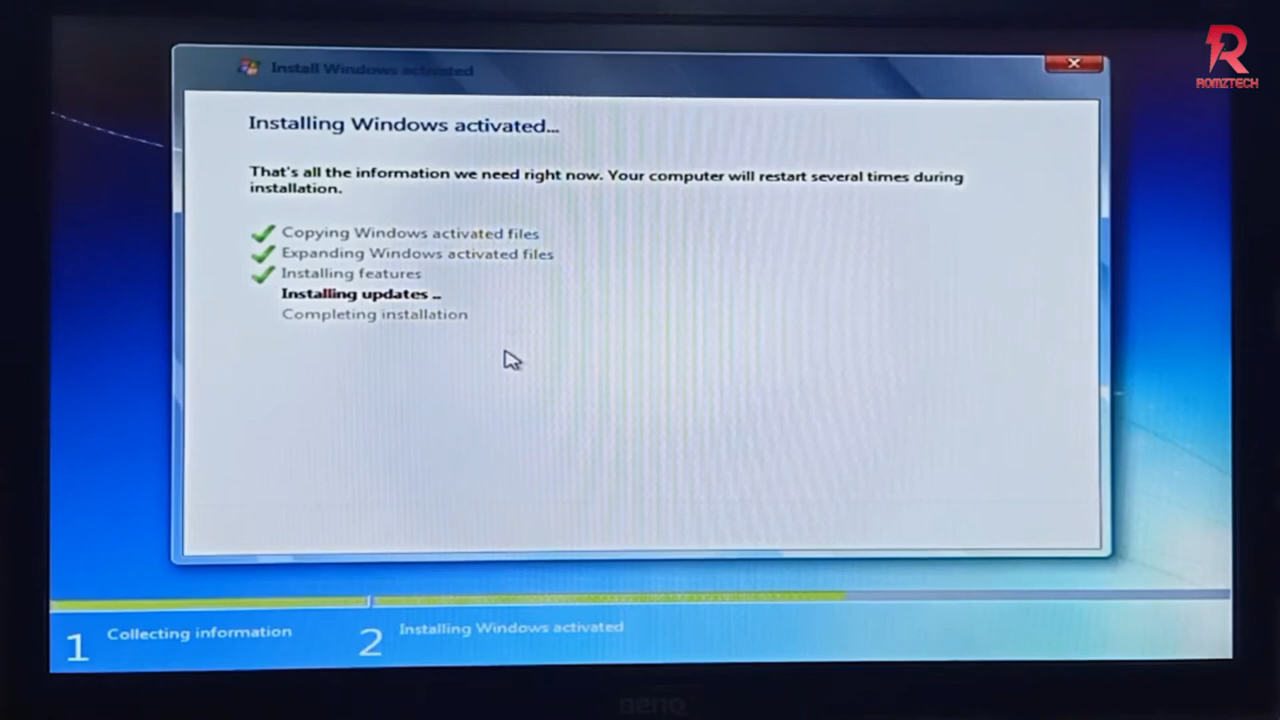 ROMZTECH
Install Windows activated
Installing Windows activated...
That's all the information we need right now. Your computer will restart several times during
installation.
Copying Windows activated files
Expanding Windows activated files
Installing features
Installing updates ..
Completing installation
1 Collecting information
2 Installing Windows activated
BenQ